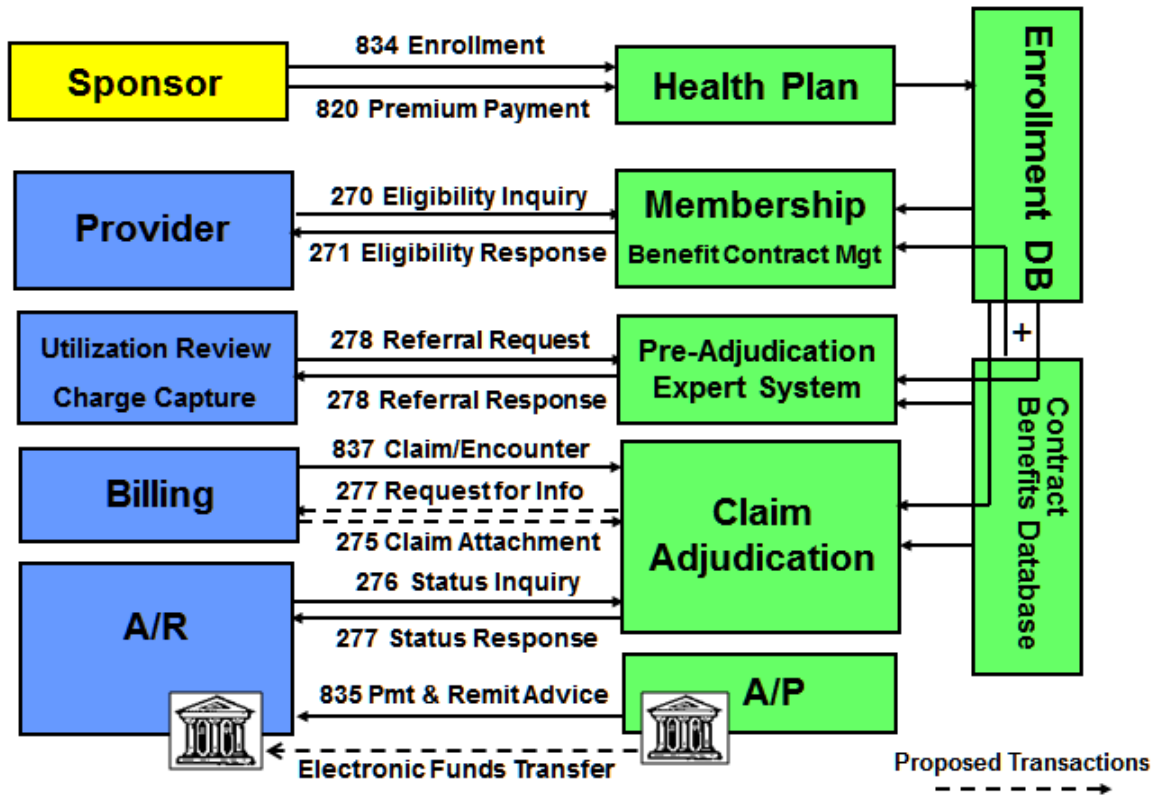 834 Enrollment
Sponsor
820 Premium Payment
Health Plan
Enrollment DB
270 Eligibility Inquiry
Provider
271 Eligibility Response
Membership
Benefit Contract Mgt
+
Utilization Review
Charge Capture
278 Referral Request
278 Referral Response
Pre-Adjudication
Expert System
Contract
Benefits Database
837 Claim/Encounter
Billing
277 Request for Info
275 Claim Attachment
Claim
Adjudication
276 Status Inquiry
A/R
277 Status Response
835 Pmt & Remit Advice
A/P
Electronic Funds Transfer
Proposed Transactions